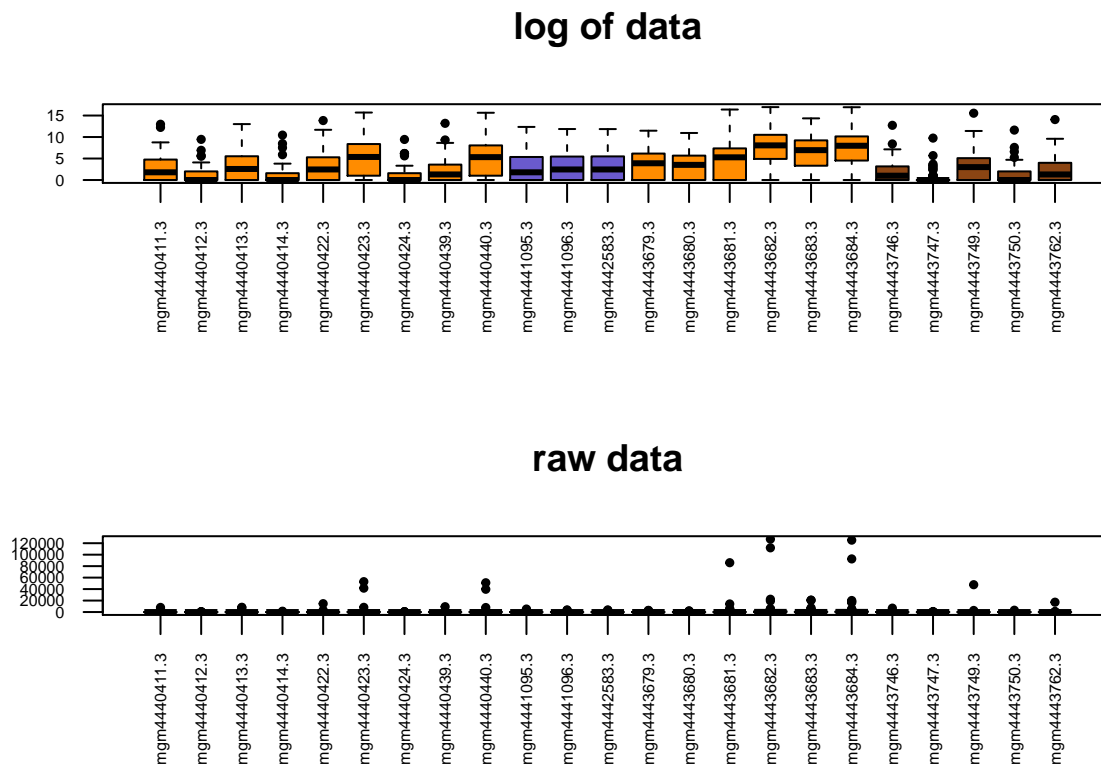 log of data
15
10
5
0
mgm4440411.3
mgm4440412.3
mgm4440413.3
mgm4440414.3
mgm4440422.3
mgm4440423.3
mgm4440424.3
mgm4440439.3
mgm4440440.3
mgm4441095.3
mgm4441096.3
mgm4442583.3
mgm4443679.3
mgm4443680.3
mgm4443681.3
mgm4443682.3
mgm4443683.3
mgm4443684.3
mgm4443746.3
mgm4443747.3
mgm4443749.3
mgm4443750.3
mgm4443762.3
raw data
120000
100000
80000
60000
40000
20000
0
mgm4440411.3
mgm4440412.3
mgm4440413.3
mgm4440414.3
mgm4440422.3
mgm4440423.3
mgm4440424.3
mgm4440439.3
mgm4440440.3
mgm4441095.3
mgm4441096.3
mgm4442583.3
mgm4443679.3
mgm4443680.3
mgm4443681.3
mgm4443682.3
mgm4443683.3
mgm4443684.3
mgm4443746.3
mgm4443747.3
mgm4443749.3
mgm4443750.3
mgm4443762.3